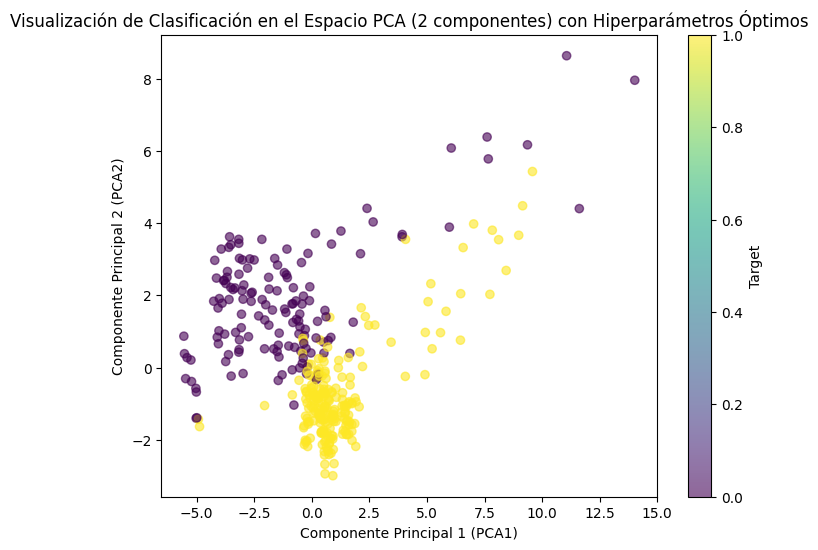 Visualización de Clasificación en el Espacio PCA (2 componentes) con Hiperparámetros Óptimos
Componente Principal 2 (PCA2)
8
6
4
2
0
−2
−5.0 −2.5 0.0 2.5 5.0 7.5 10.0 12.5 15.0
Componente Principal 1 (PCA1)
1.0
0.8
0.6
0.4
0.2
0.0
Target